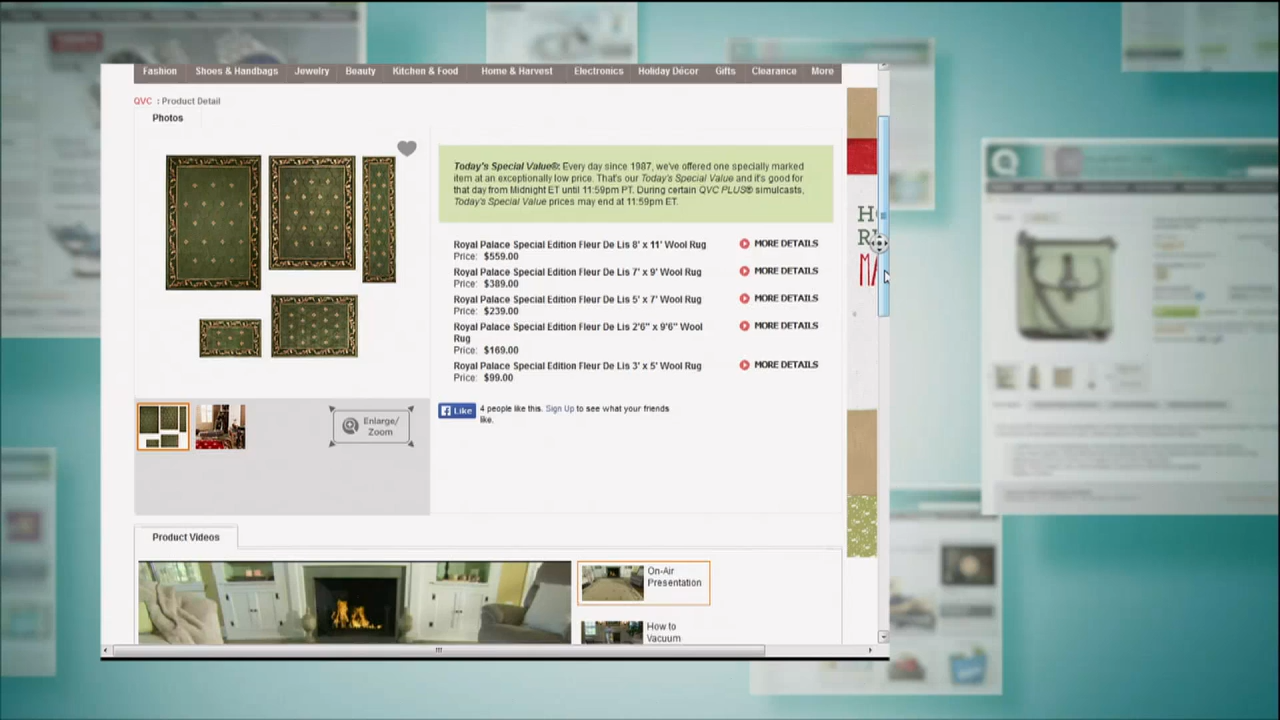 Fashion Shoes & Handbags Jewelry Beauty Kitchen & Food Home & Harvest Electronics Holiday Décor Gifts Clearance More
QVC : Product Detail
Photos
Today's Special Value®: Every day since 1987, we've offered one specially marked
item at an exceptionally low price. That's our Today's Special Value and it's good for
that day from Midnight ET until 11:59pm PT. During certain QVC PLUS® simulcasts,
Today's Special Value prices may end at 11:59pm ET.
Royal Palace Special Edition Fleur De Lis 8' x 11' Wool Rug MORE DETAILS
Price: $559.00
Royal Palace Special Edition Fleur De Lis 7' x 9' Wool Rug MORE DETAILS
Price: $389.00
Royal Palace Special Edition Fleur De Lis 5' x 7' Wool Rug MORE DETAILS
Price: $239.00
Royal Palace Special Edition Fleur De Lis 2'6" x 9'6" Wool MORE DETAILS
Rug
Price: $169.00
Royal Palace Special Edition Fleur De Lis 3' x 5' Wool Rug MORE DETAILS
Price: $99.00
Enlarge/
Zoom
Like 4 people like this. Sign Up to see what your friends
like.
Product Videos
On-Air
Presentation
How to
Vacuum